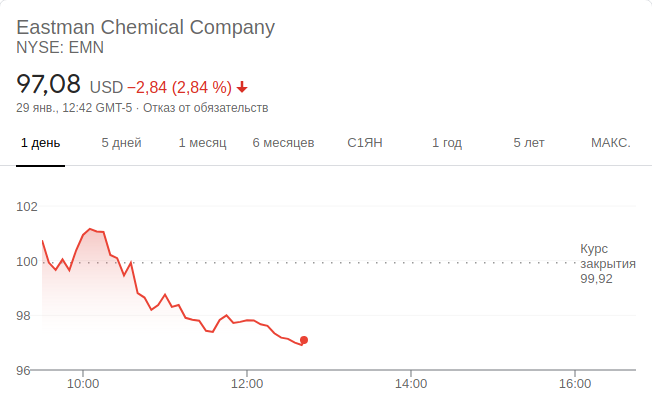 Eastman Chemical Company
NYSE: EMN
97,08 USD −2,84 (2,84 %)
29 янв., 12:42 GMT-5 · Отказ от обязательств
1 день 5 дней 1 месяц 6 месяцев С1ЯН 1 год 5 лет МАКС.
102
100
98
96
Курс
закрытия
99,92
10:00 12:00 14:00 16:00